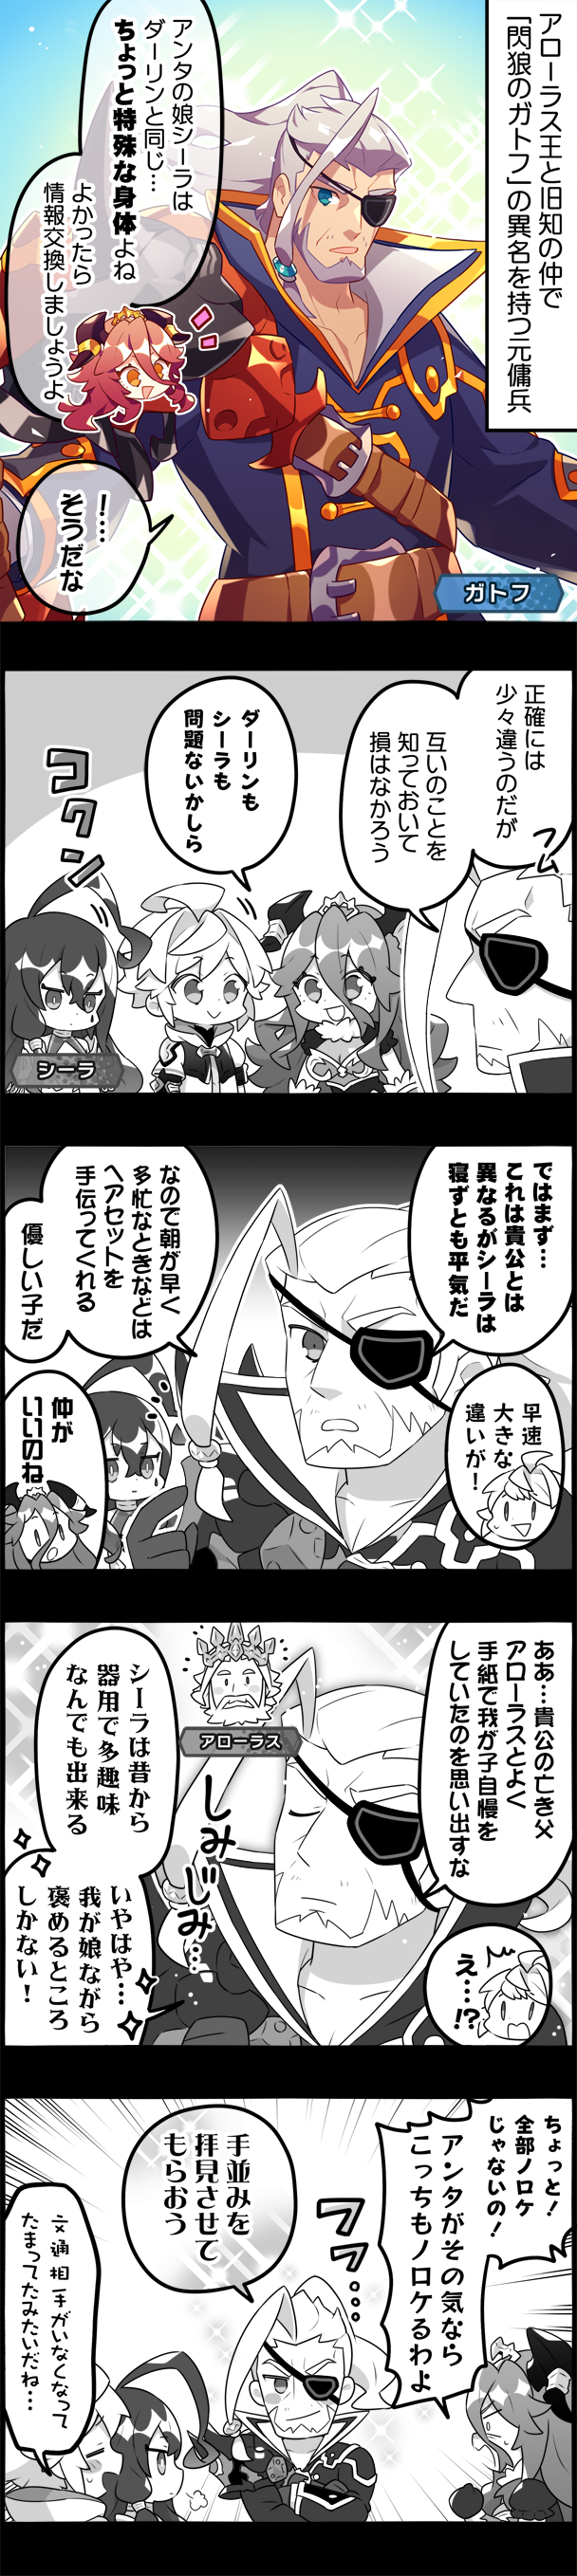 アローラス王と旧知の仲で
「閃狼のガトフ」の異名を持つ元傭兵
アンタの娘シーラは
ダーリンと同じ…
ちょっと特殊な身体よね
よかったら
情報交換しましょうよ
!…
そうだな
ガトフ
正確には
少々違うのだが
互いのことを
知っておいて
損はなかろう
ダーリンも
シーラも
問題ないかしら
コクン
シーラ
ではまず…
これは貴公とは
異なるがシーラは
寝ずとも平気だ
早速
大きな
違いが!
なので朝が早く
多忙なときなどは
ヘアセットを
手伝ってくれる
優しい子だ
仲が
いいのね
ああ…貴公の亡き父
アローラスとよく
手紙で我が子自慢を
していたのを思い出すな
え…!?
アローラス
しみじみ…
シーラは昔から
器用で多趣味
なんでも出来る
いやはや…
我が娘ながら
褒めるところ
しかない!
ちょっと!
全部ノロケ
じゃないの!
アンタがその気なら
こっちもノロケるわよ
フフ…
手並みを
拝見させて
もらおう
文通相手がいなくなって
たまってたみたいだね…